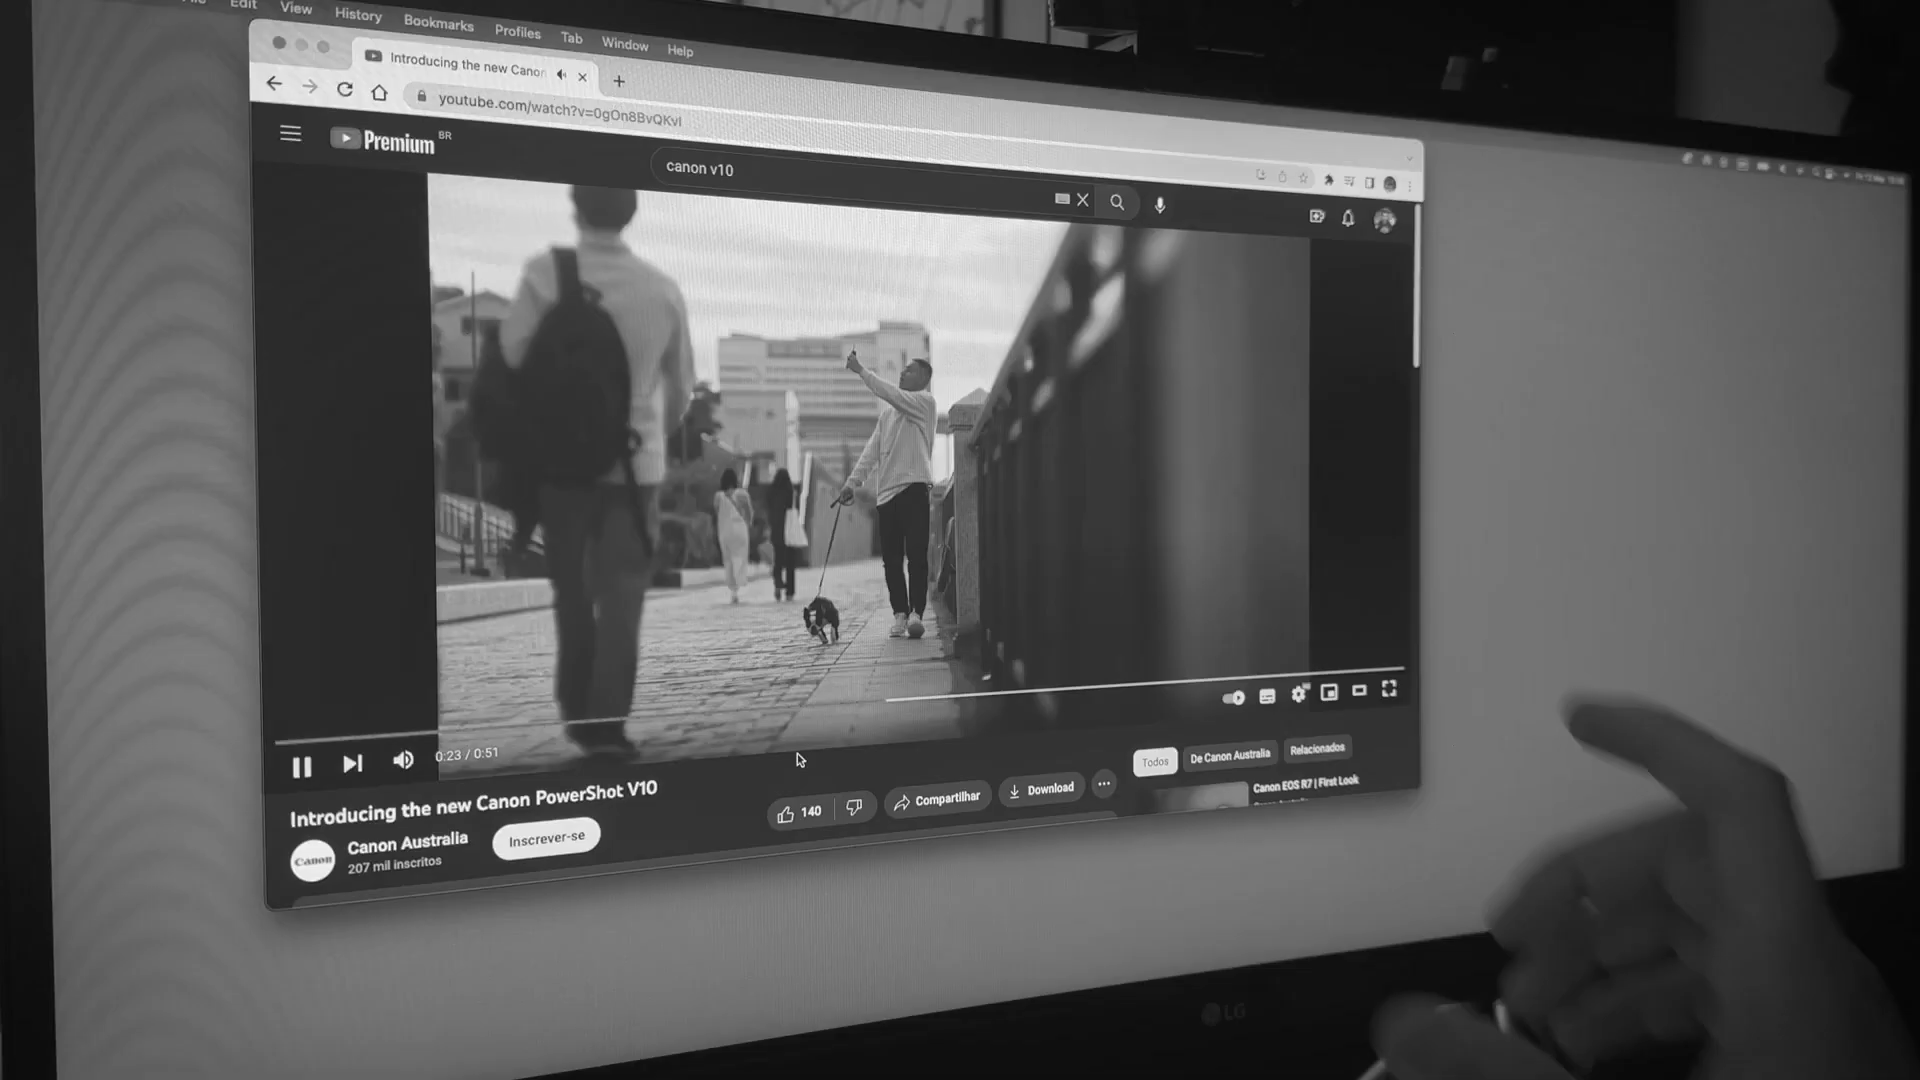 Edit View History Bookmarks Profiles Tab Window Help
Introducing the new Canon
youtube.com/watch?v=0gOn8BvQKvI
Premium BR
canon v10
0:23 / 0:51
Introducing the new Canon PowerShot V10
Canon
Canon Australia
207 mil inscritos
Inscrever-se
140
Compartilhar
Download
Todos
De Canon Australia
Relacionados
Canon EOS R7 | First Look
LG